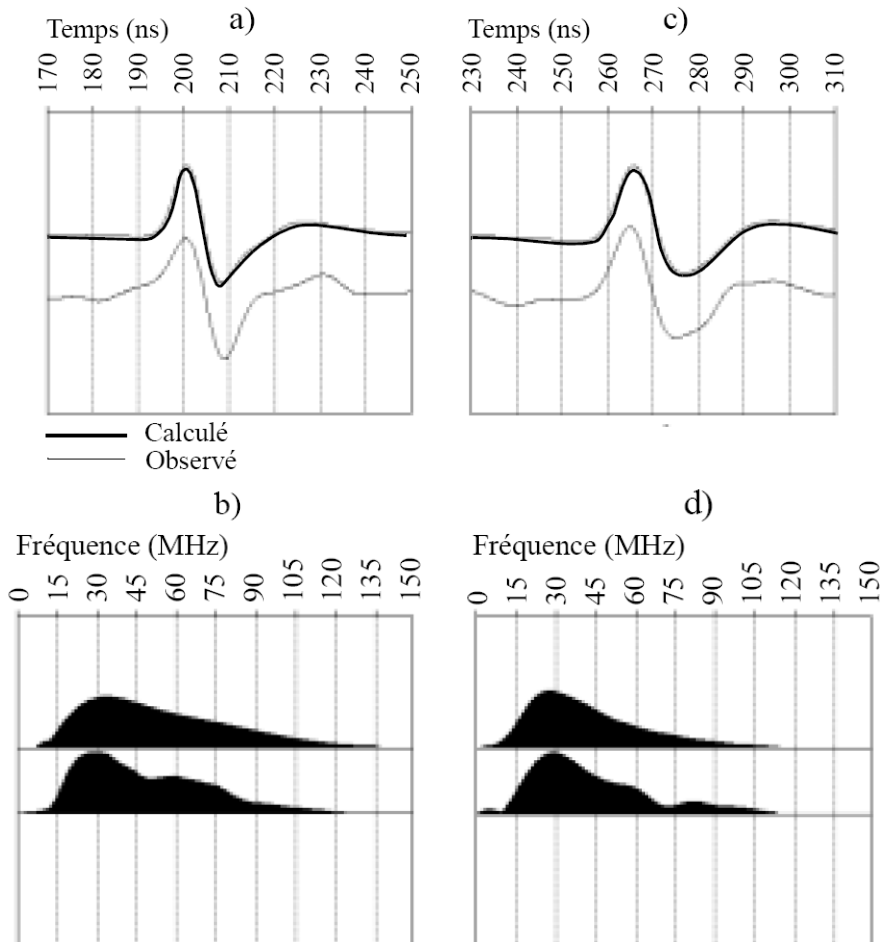 a)
Temps (ns)
170 180 190 200 210 220 230 240 250
c)
Temps (ns)
230 240 250 260 270 280 290 300 310
Calculé
Observé
b)
Fréquence (MHz)
0 15 30 45 60 75 90 105 120 135 150
d)
Fréquence (MHz)
0 15 30 45 60 75 90 105 120 135 150